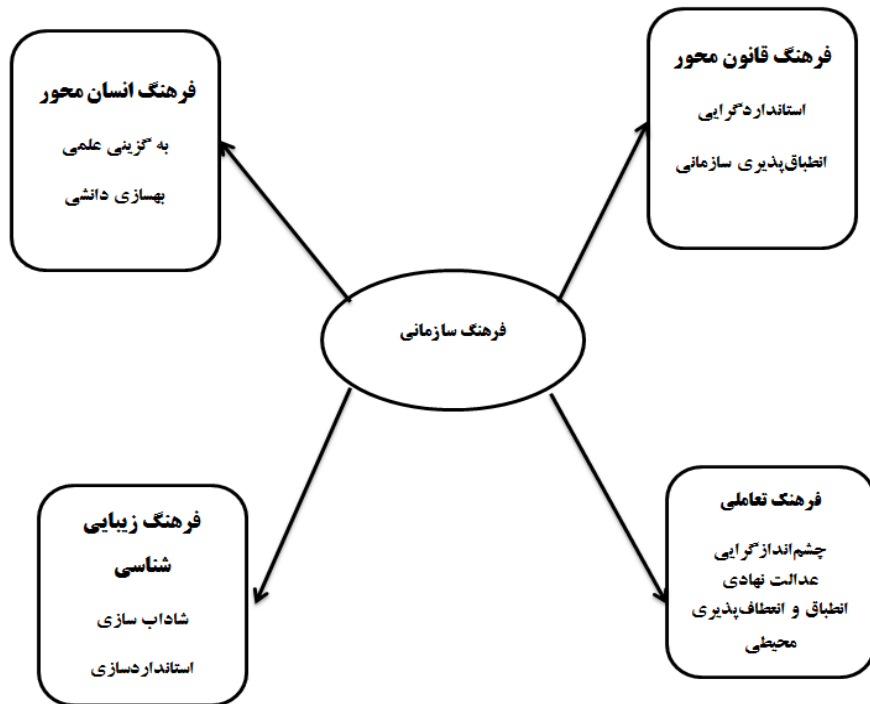 فرهنگ قانون محور
استانداردگرایی
انطباق‌پذیری سازمانی
فرهنگ انسان محور
به گزینی علمی
بهسازی دانشی
فرهنگ سازمانی
فرهنگ تعاملی
چشم‌اندازگرایی
عدالت نهادی
انطباق و انعطاف‌پذیری
محیطی
فرهنگ زیبایی
شناسی
شاداب سازی
استانداردسازی